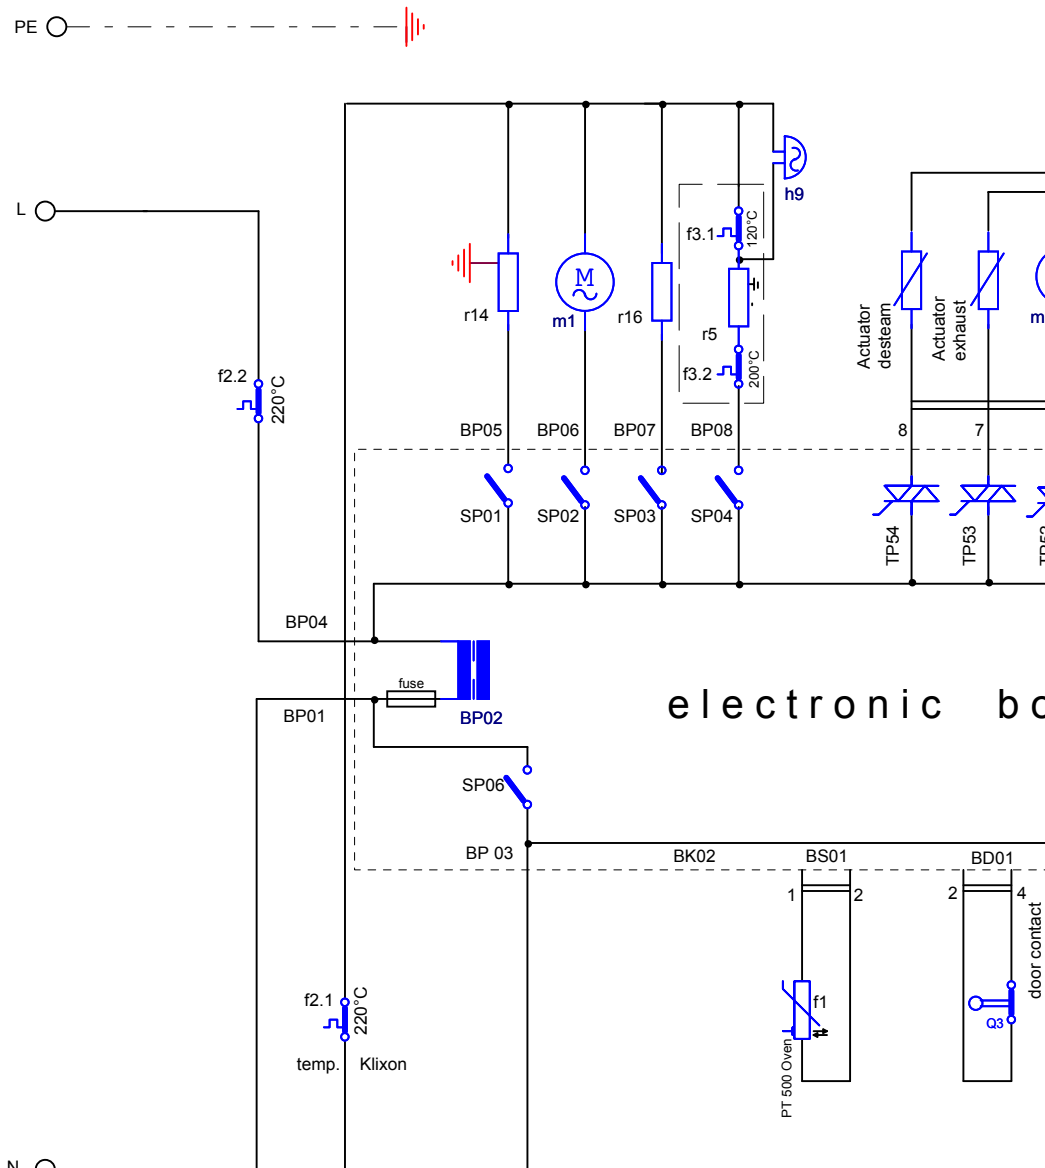 PE
h9
L
f3.1
120°C
r14
M
m1
r16
r5
f3.2
200°C
Actuator
desteam
Actuator
exhaust
m
f2.2
220°C
BP05
BP06
BP07
BP08
8
7
SP01
SP02
SP03
SP04
TP54
TP53
BP04
fuse
BP01
BP02
electronic bo
SP06
BP 03
BK02
BS01
BD01
1
2
2
4
door contact
f2.1
220°C
f1
Q3
PT 500 Oven
temp. Klixon
N